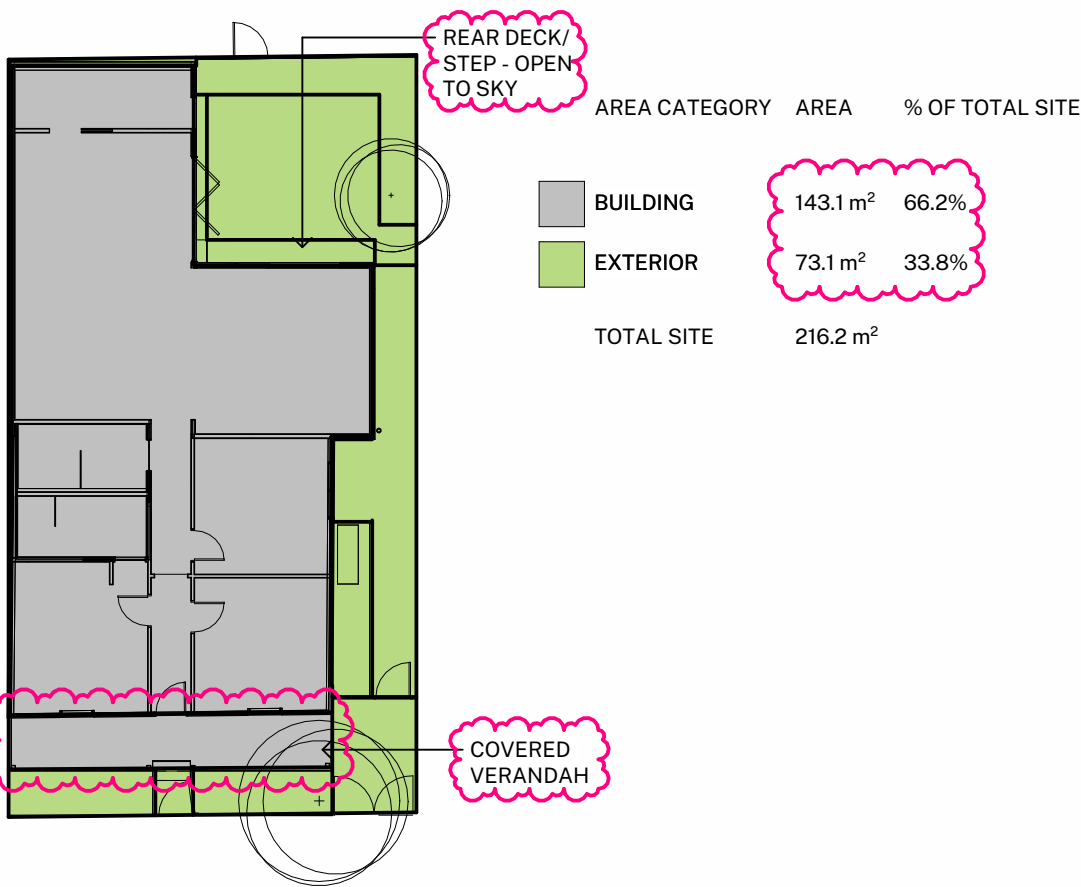 REAR DECK/
STEP - OPEN
TO SKY
AREA CATEGORY AREA % OF TOTAL SITE
BUILDING 143.1 m² 66.2%
EXTERIOR 73.1 m² 33.8%
TOTAL SITE 216.2 m²
COVERED
VERANDAH